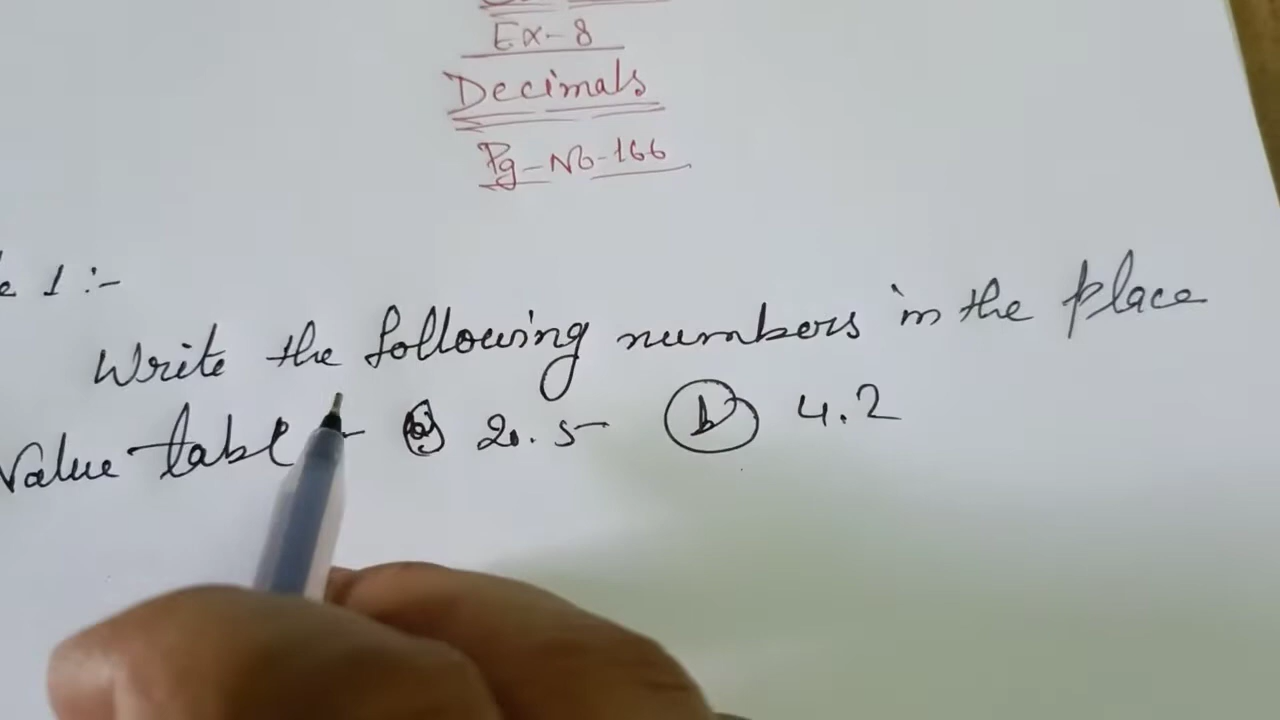 Ex-8
Decimals
Pg-No-166
1:-
Write the following numbers in the place
Value table - (a) 20.5 (b) 4.2